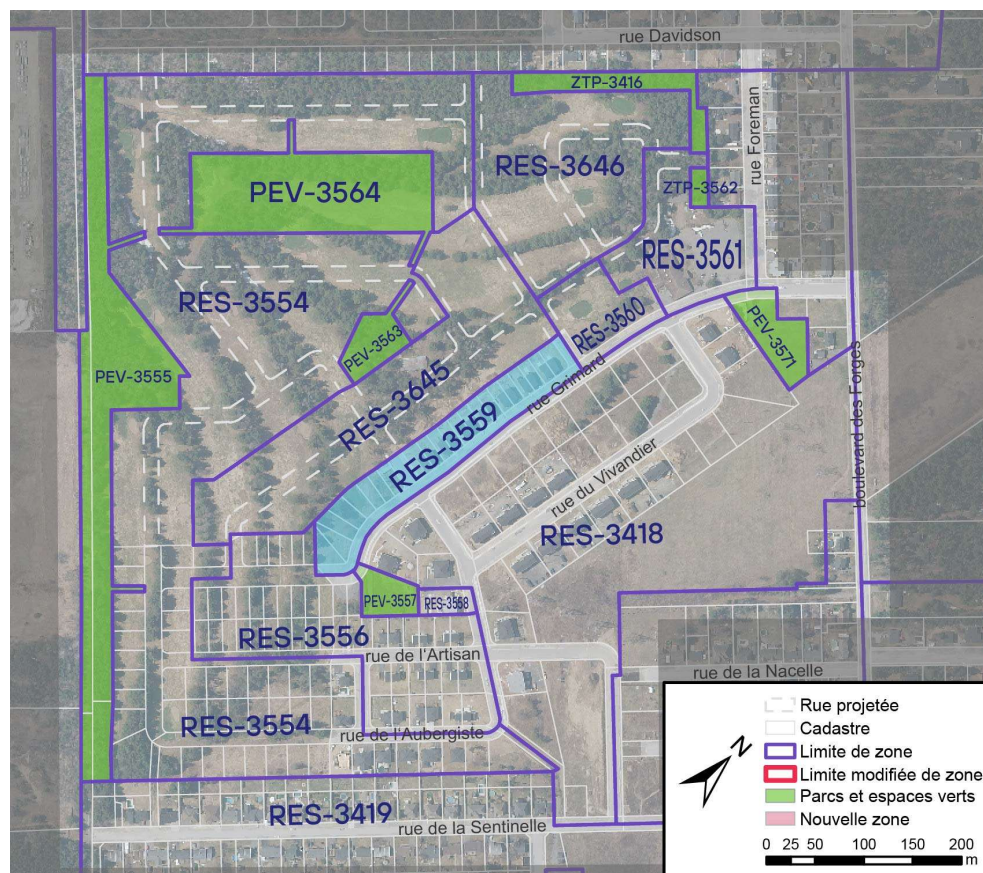 rue Davidson
ZTP-3416
rue Foreman
RES-3646
PEV-3564
ZTP-3562
RES-3561
RES-3554
RES-3560
PEV-3571
PEV-3563
PEV-3555
RES-3645
rue Grimard
RES-3559
boulevard des Forges
rue du Vivandier
RES-3418
PEV-3557
RES-3558
RES-3556
rue de l'Artisan
rue de la Nacelle
RES-3554
rue de l'Aubergiste
RES-3419
rue de la Sentinelle
N
Rue projetée
Cadastre
Limite de zone
Limite modifiée de zone
Parcs et espaces verts
Nouvelle zone
0 25 50 100 150 200
m